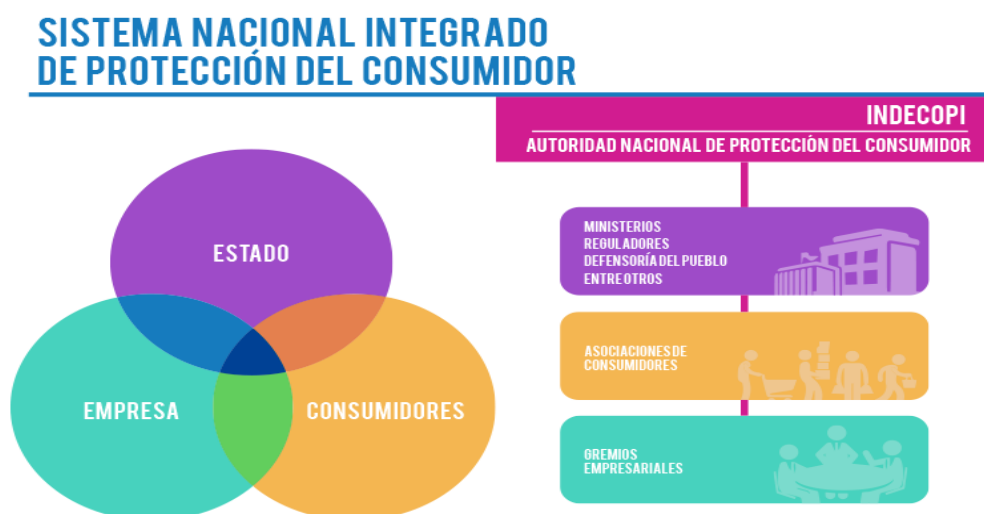 SISTEMA NACIONAL INTEGRADO
DE PROTECCIÓN DEL CONSUMIDOR
INDECOPI
AUTORIDAD NACIONAL DE PROTECCIÓN DEL CONSUMIDOR
ESTADO
EMPRESA
CONSUMIDORES
MINISTERIOS
REGULADORES
DEFENSORÍA DEL PUEBLO
ENTRE OTROS
ASOCIACIONES DE
CONSUMIDORES
GREMIOS
EMPRESARIALES